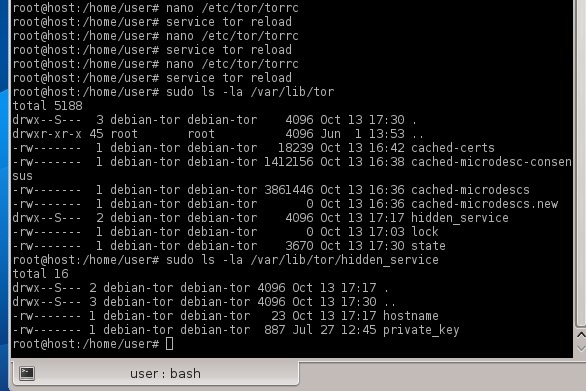 root@host:/home/user# nano /etc/tor/torrc
root@host:/home/user# service tor reload
root@host:/home/user# nano /etc/tor/torrc
root@host:/home/user# service tor reload
root@host:/home/user# nano /etc/tor/torrc
root@host:/home/user# service tor reload
root@host:/home/user# sudo ls -la /var/lib/tor
total 5188
drwx--S---  3 debian-tor debian-tor    4096 Oct 13 17:30 .
drwxr-xr-x 45 root       root          4096 Jun  1 13:53 ..
-rw-------  1 debian-tor debian-tor   18239 Oct 13 16:42 cached-certs
-rw-------  1 debian-tor debian-tor 1412156 Oct 13 16:38 cached-microdesc-consen
sus
-rw-------  1 debian-tor debian-tor 3861446 Oct 13 16:36 cached-microdescs
-rw-------  1 debian-tor debian-tor       0 Oct 13 16:36 cached-microdescs.new
drwx--S---  2 debian-tor debian-tor    4096 Oct 13 17:17 hidden_service
-rw-------  1 debian-tor debian-tor       0 Oct 13 17:03 lock
-rw-------  1 debian-tor debian-tor    3670 Oct 13 17:30 state
root@host:/home/user# sudo ls -la /var/lib/tor/hidden_service
total 16
drwx--S--- 2 debian-tor debian-tor 4096 Oct 13 17:17 .
drwx--S--- 3 debian-tor debian-tor 4096 Oct 13 17:30 ..
-rw------- 1 debian-tor debian-tor   23 Oct 13 17:17 hostname
-rw------- 1 debian-tor debian-tor  887 Jul 27 12:45 private_key
root@host:/home/user#
user : bash